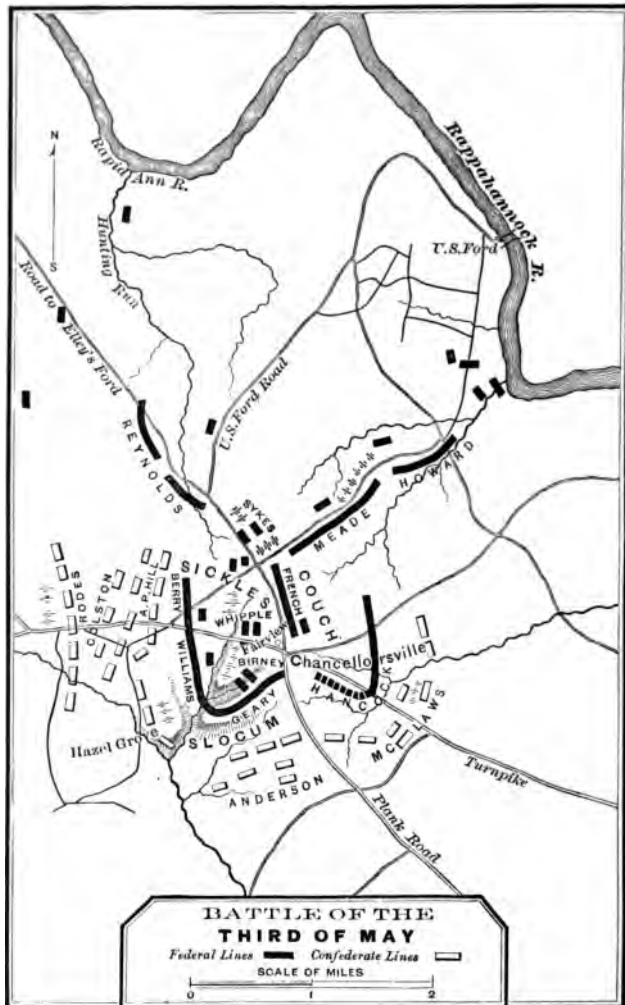 N
Rapid Ann R.
Rappahannock R.
U.S. Ford
S
Hunting Run
Road to Elley's Ford
U.S. Ford Road
REYNOLDS
HOWARD
MEADE
SYKES
SICKLES
COUCH
FRENCH
BERRY
A.P. HILL
COLSTON
RODES
WHIPPLE
Fairview
BIRNEY
Chancellorsville
WILLIAMS
GEARY
HANCOCK
SLOCUM
Hazel Grove
MC LAWS
ANDERSON
Turnpike
Plank Road
BATTLE OF THE
THIRD OF MAY
Federal Lines Confederate Lines
SCALE OF MILES
0 1 2